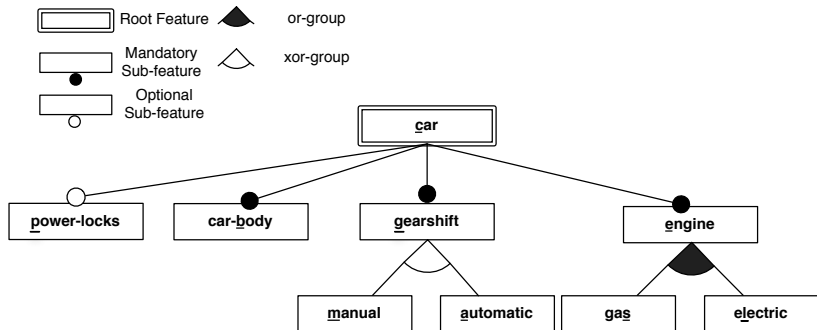 Root Feature
or-group
Mandatory
Sub-feature
xor-group
Optional
Sub-feature
car
power-locks
car-body
gearshift
engine
manual
automatic
gas
electric